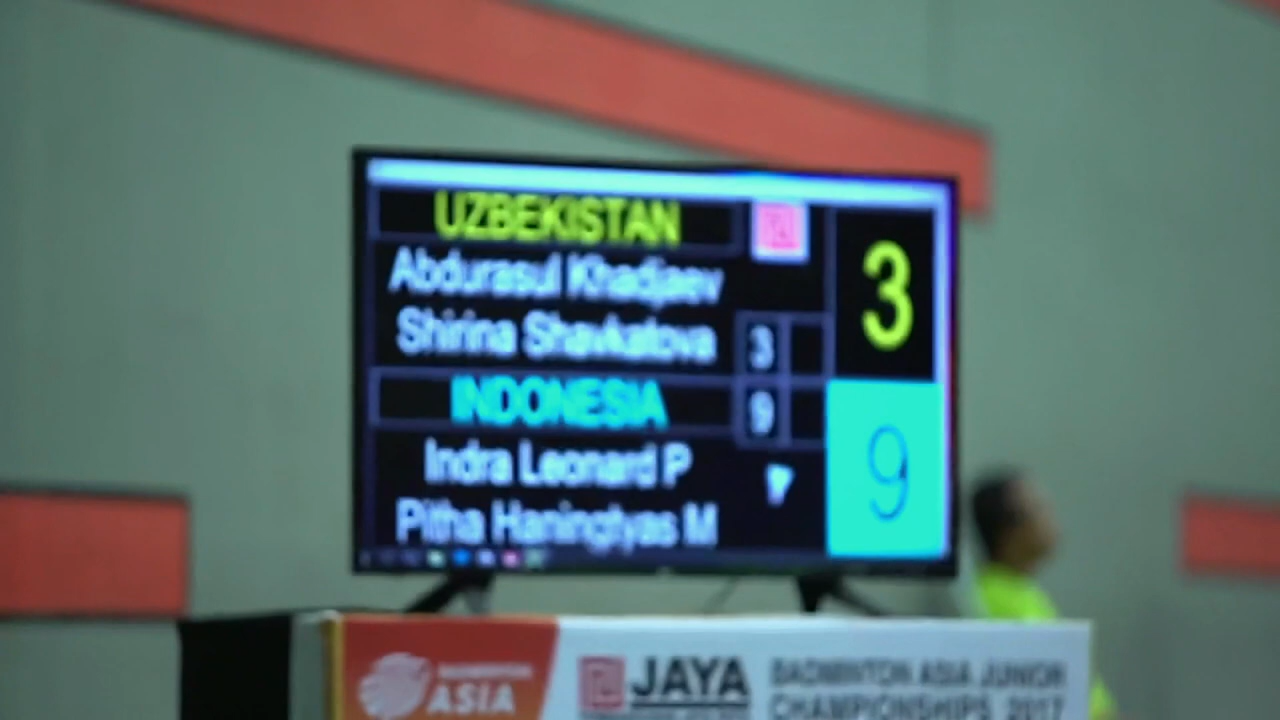 UZBEKISTAN
Abdurasul Khadjaev
3
Shirina Shavkatova
3
INDONESIA
9
Indra Leonard P
9
Pitha Haningtyas M
BADMINTON
ASIA
JAYA
BADMINTON ASIA JUNIOR
CHAMPIONSHIPS 2017